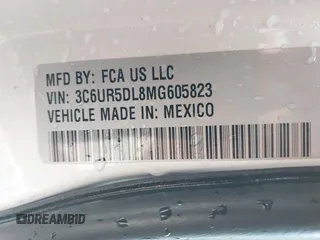 MFD BY: FCA US LLC
VIN: 3C6UR5DL8MG605823
VEHICLE MADE IN: MEXICO
DREAMBID